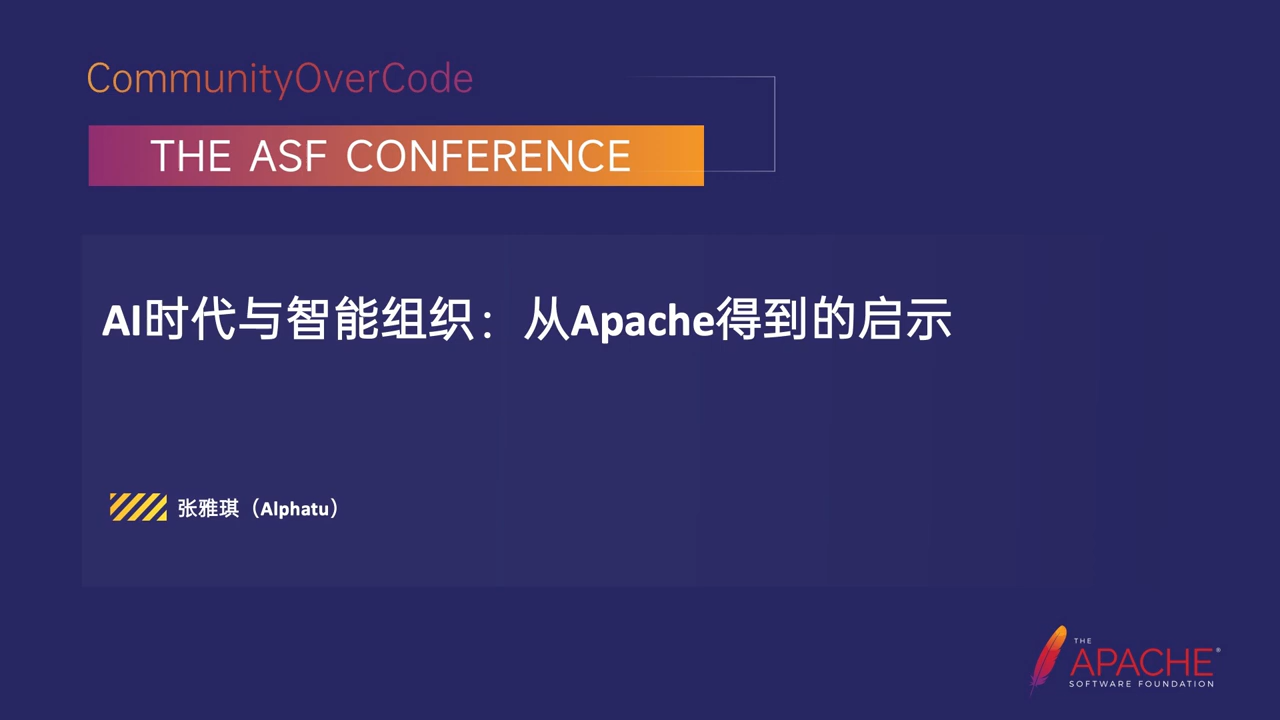 CommunityOverCode
THE ASF CONFERENCE
AI时代与智能组织：从Apache得到的启示
张雅琪（Alphatu）
THE
APACHE®
SOFTWARE FOUNDATION